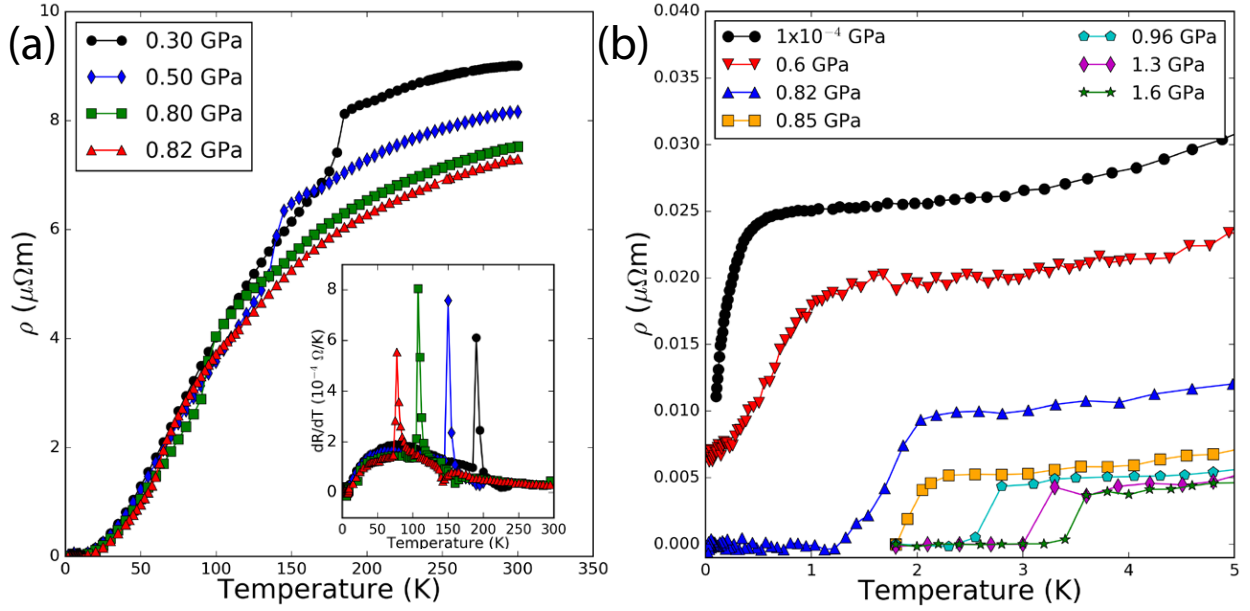 (a)
0.30 GPa
0.50 GPa
0.80 GPa
0.82 GPa
10
8
6
4
2
0
ρ (μΩm)
0 50 100 150 200 250 300 350
Temperature (K)
8
6
4
2
0
dR/dT (10⁻⁴ Ω/K)
0 50 100 150 200 250 300
Temperature (K)
(b)
1x10⁻⁴ GPa
0.6 GPa
0.82 GPa
0.85 GPa
0.96 GPa
1.3 GPa
1.6 GPa
0.040
0.035
0.030
0.025
0.020
0.015
0.010
0.005
0.000
ρ (μΩm)
0 1 2 3 4 5
Temperature (K)